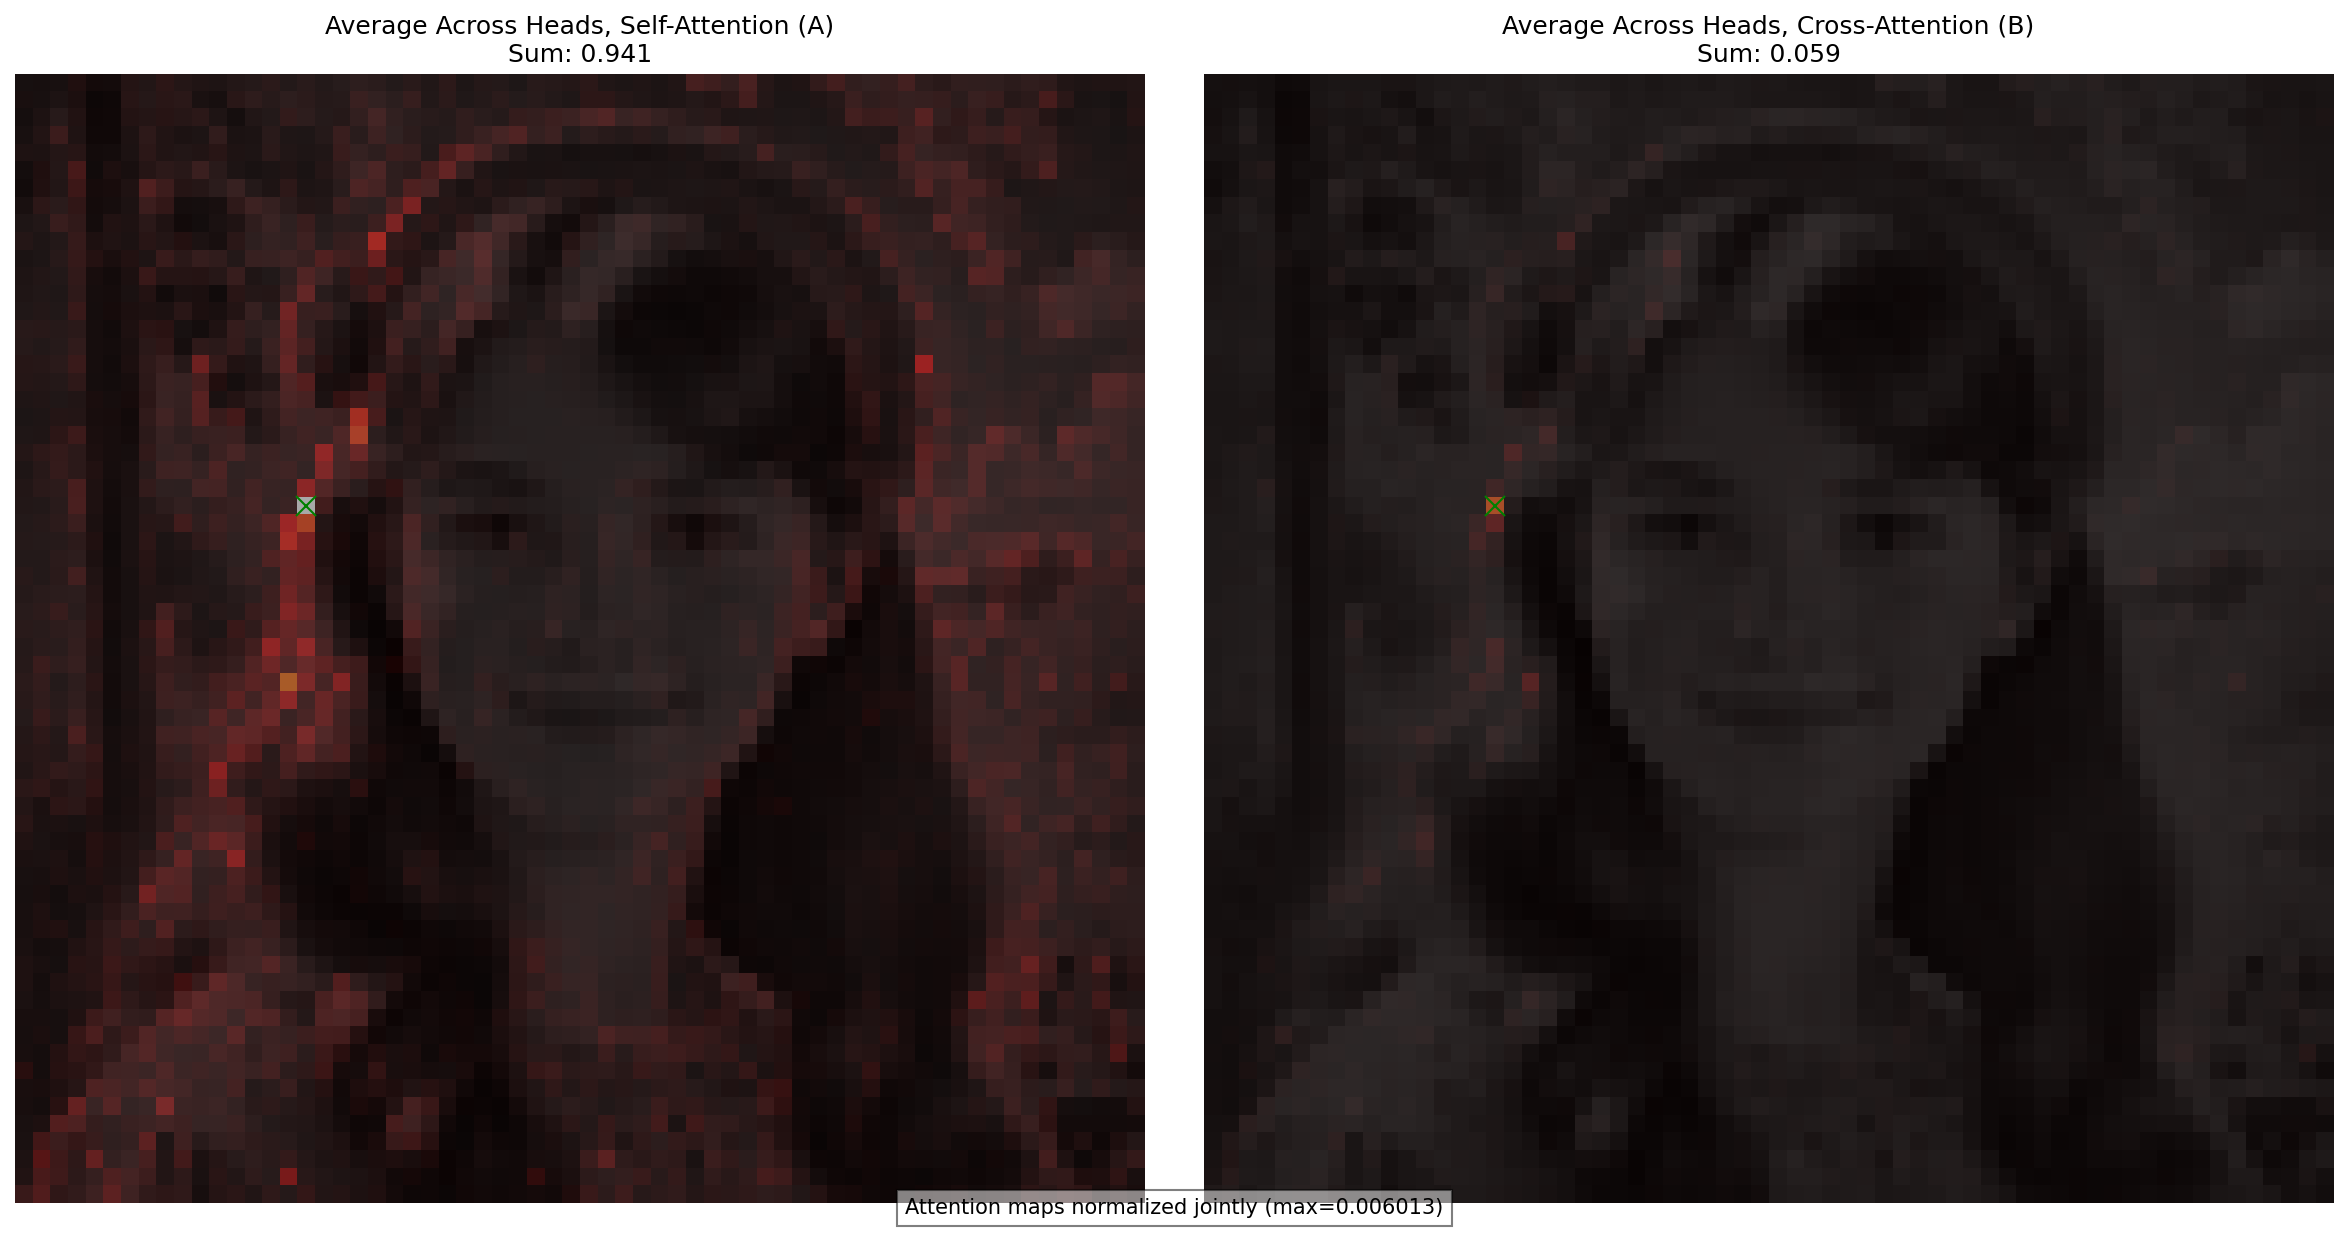 Average Across Heads, Self-Attention (A)
Sum: 0.941
Average Across Heads, Cross-Attention (B)
Sum: 0.059
Attention maps normalized jointly (max=0.006013)